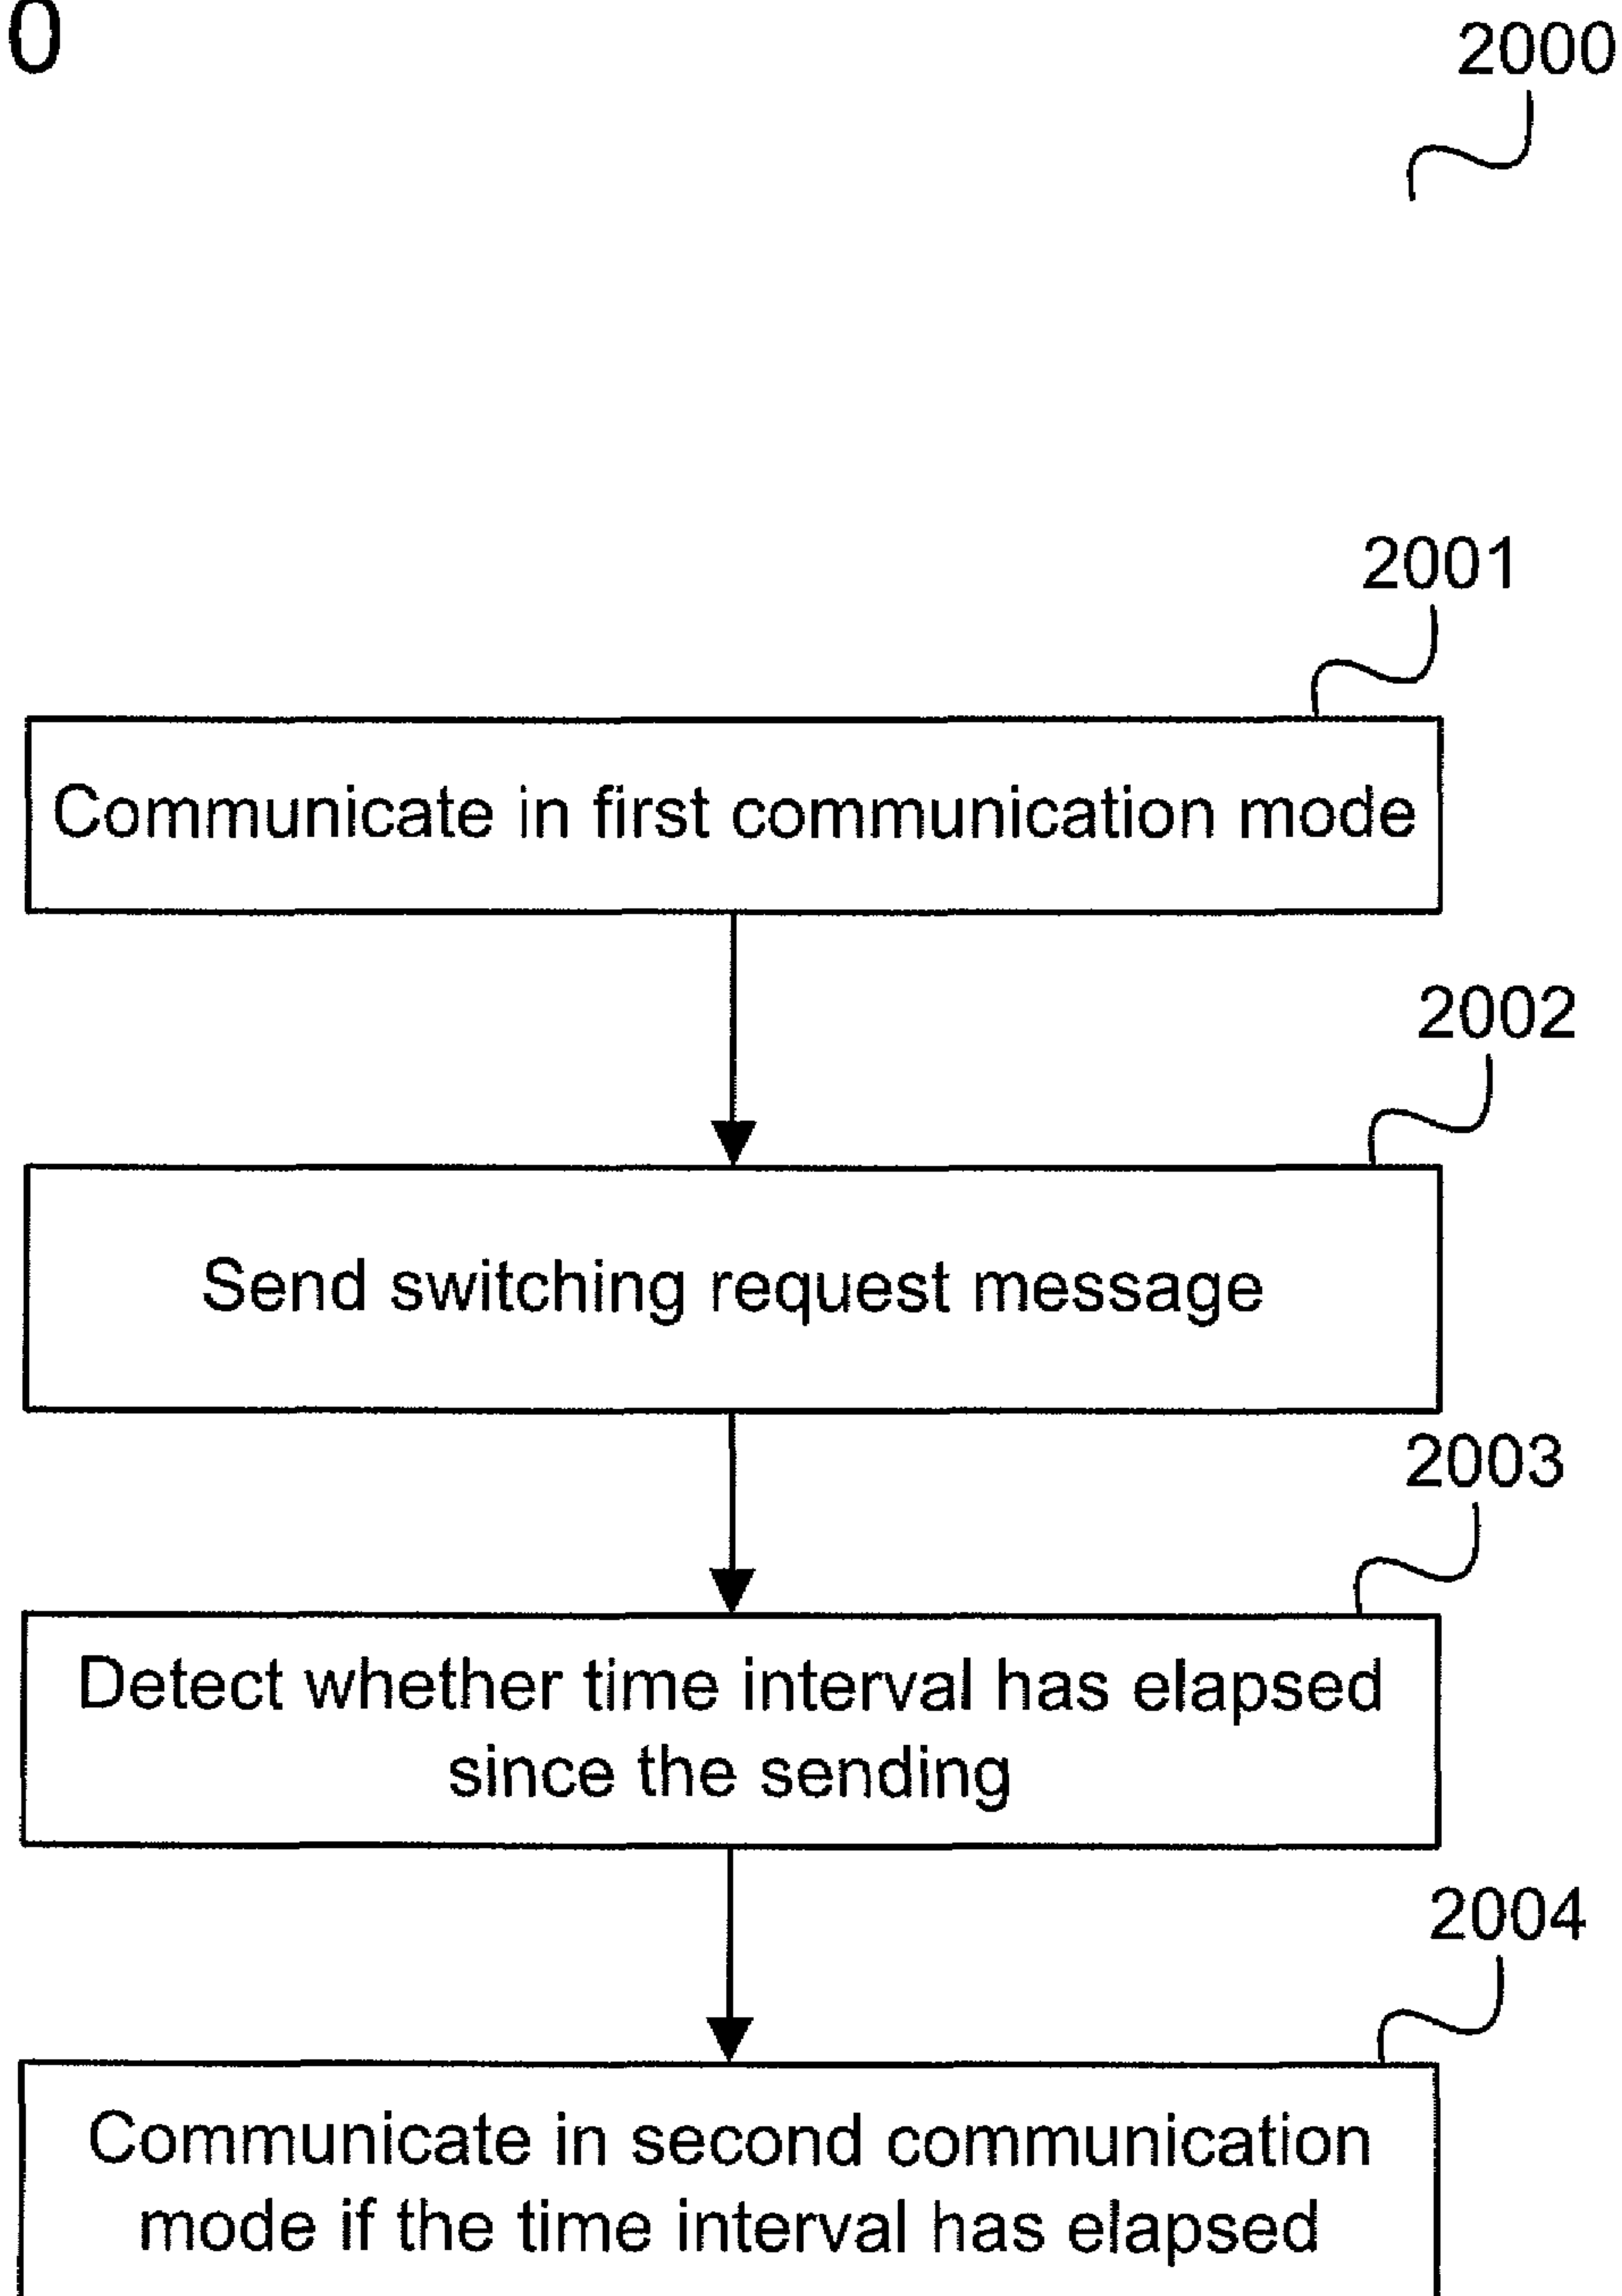 0
2000
2001
Communicate in first communication mode
2002
Send switching request message
2003
Detect whether time interval has elapsed
since the sending
2004
Communicate in second communication
mode if the time interval has elapsed